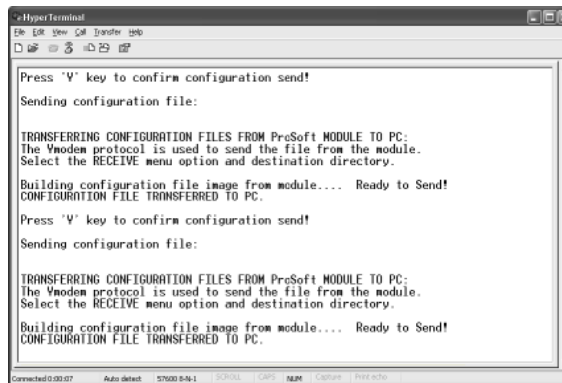 HyperTerminal
File Edit View Call Transfer Help
Press 'Y' key to confirm configuration send!
Sending configuration file:
TRANSFERRING CONFIGURATION FILES FROM ProSoft MODULE TO PC:
The Ymodem protocol is used to send the file from the module.
Select the RECEIVE menu option and destination directory.
Building configuration file image from module.... Ready to Send!
CONFIGURATION FILE TRANSFERRED TO PC.
Press 'Y' key to confirm configuration send!
Sending configuration file:
TRANSFERRING CONFIGURATION FILES FROM ProSoft MODULE TO PC:
The Ymodem protocol is used to send the file from the module.
Select the RECEIVE menu option and destination directory.
Building configuration file image from module.... Ready to Send!
CONFIGURATION FILE TRANSFERRED TO PC.
Connected 0:00:07 Auto detect 57600 8-N-1 SCROLL CAPS NUM Capture Print echo